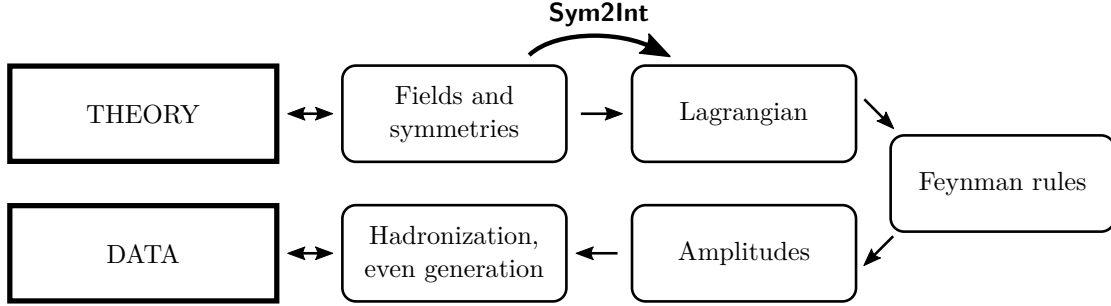 Sym2Int
THEORY
Fields and
symmetries
Lagrangian
Feynman rules
DATA
Hadronization,
even generation
Amplitudes